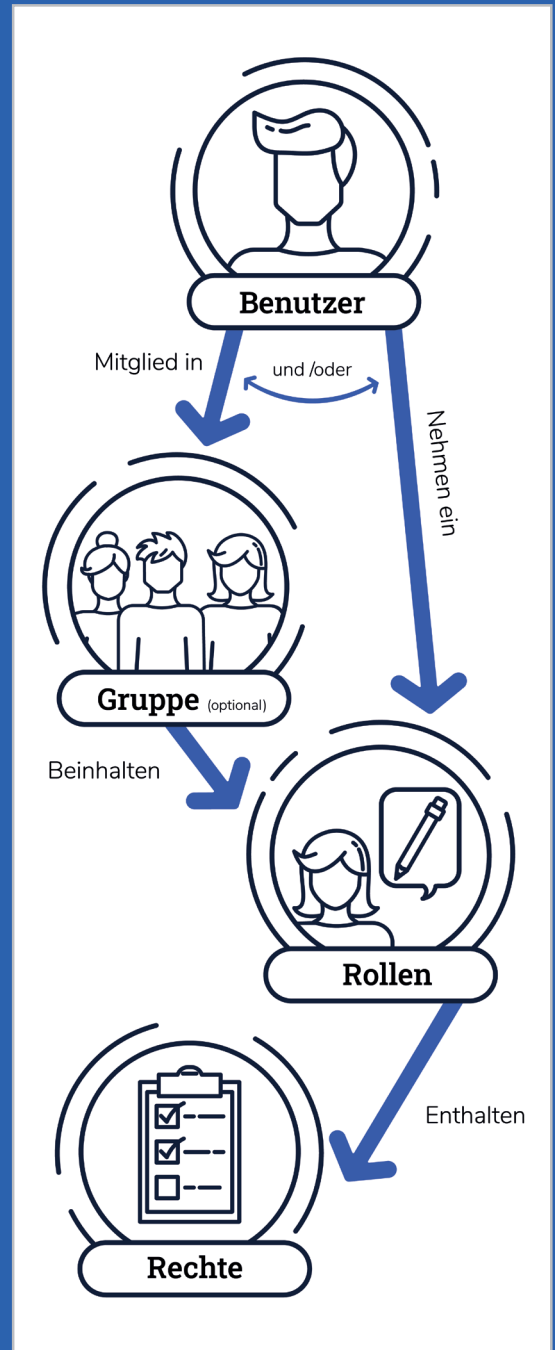 Benutzer
Mitglied in
und /oder
Nehmen ein
Gruppe (optional)
Beinhalten
Rollen
Enthalten
Rechte